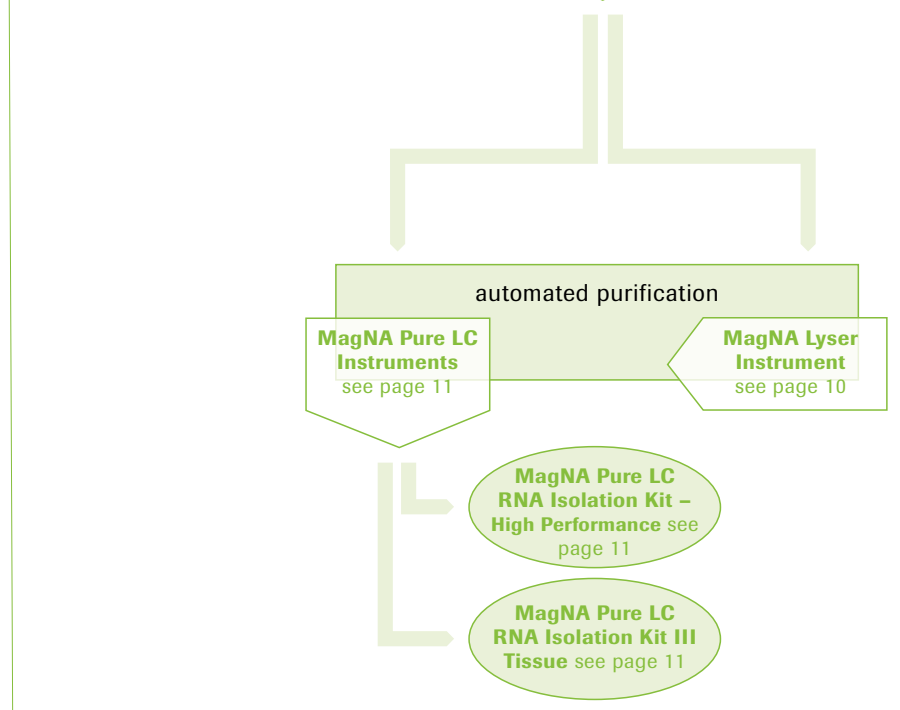 automated purification
MagNA Pure LC
Instruments
see page 11
MagNA Lyser
Instrument
see page 10
MagNA Pure LC
RNA Isolation Kit –
High Performance see
page 11
MagNA Pure LC
RNA Isolation Kit III
Tissue see page 11